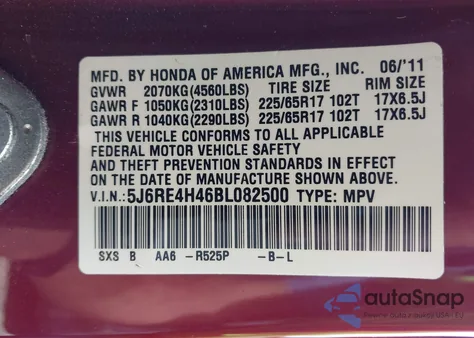 MFD. BY HONDA OF AMERICA MFG., INC. 06/'11
GVWR 2070KG(4560LBS) TIRE SIZE RIM SIZE
GAWR F 1050KG(2310LBS) 225/65R17 102T 17X6.5J
GAWR R 1040KG(2290LBS) 225/65R17 102T 17X6.5J
THIS VEHICLE CONFORMS TO ALL APPLICABLE
FEDERAL MOTOR VEHICLE SAFETY
AND THEFT PREVENTION STANDARDS IN EFFECT
ON THE DATE OF MANUFACTURE SHOWN ABOVE.
V.I.N.: 5J6RE4H46BL082500 TYPE: MPV
SXS B AA6 -R525P -B-L
autoSnap